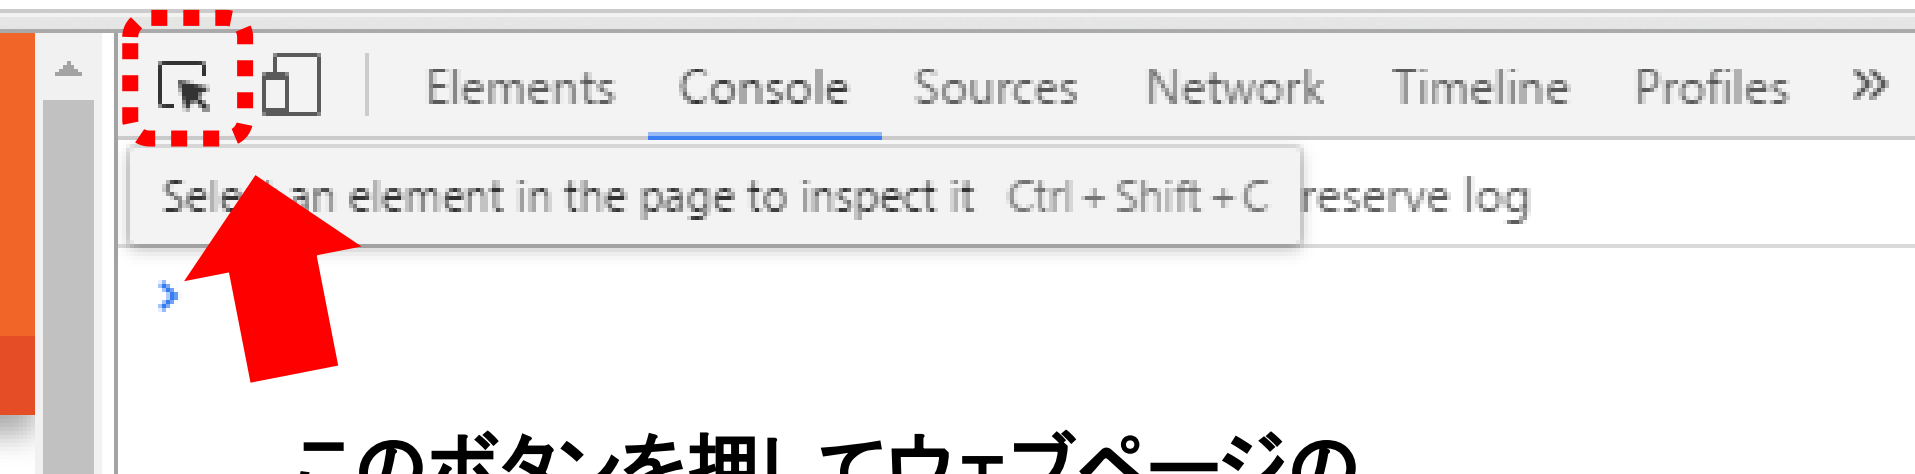 Elements Console Sources Network Timeline Profiles »
an element in the page to inspect it Ctrl + Shift + C reserve log
このボタンを押してウェブページの